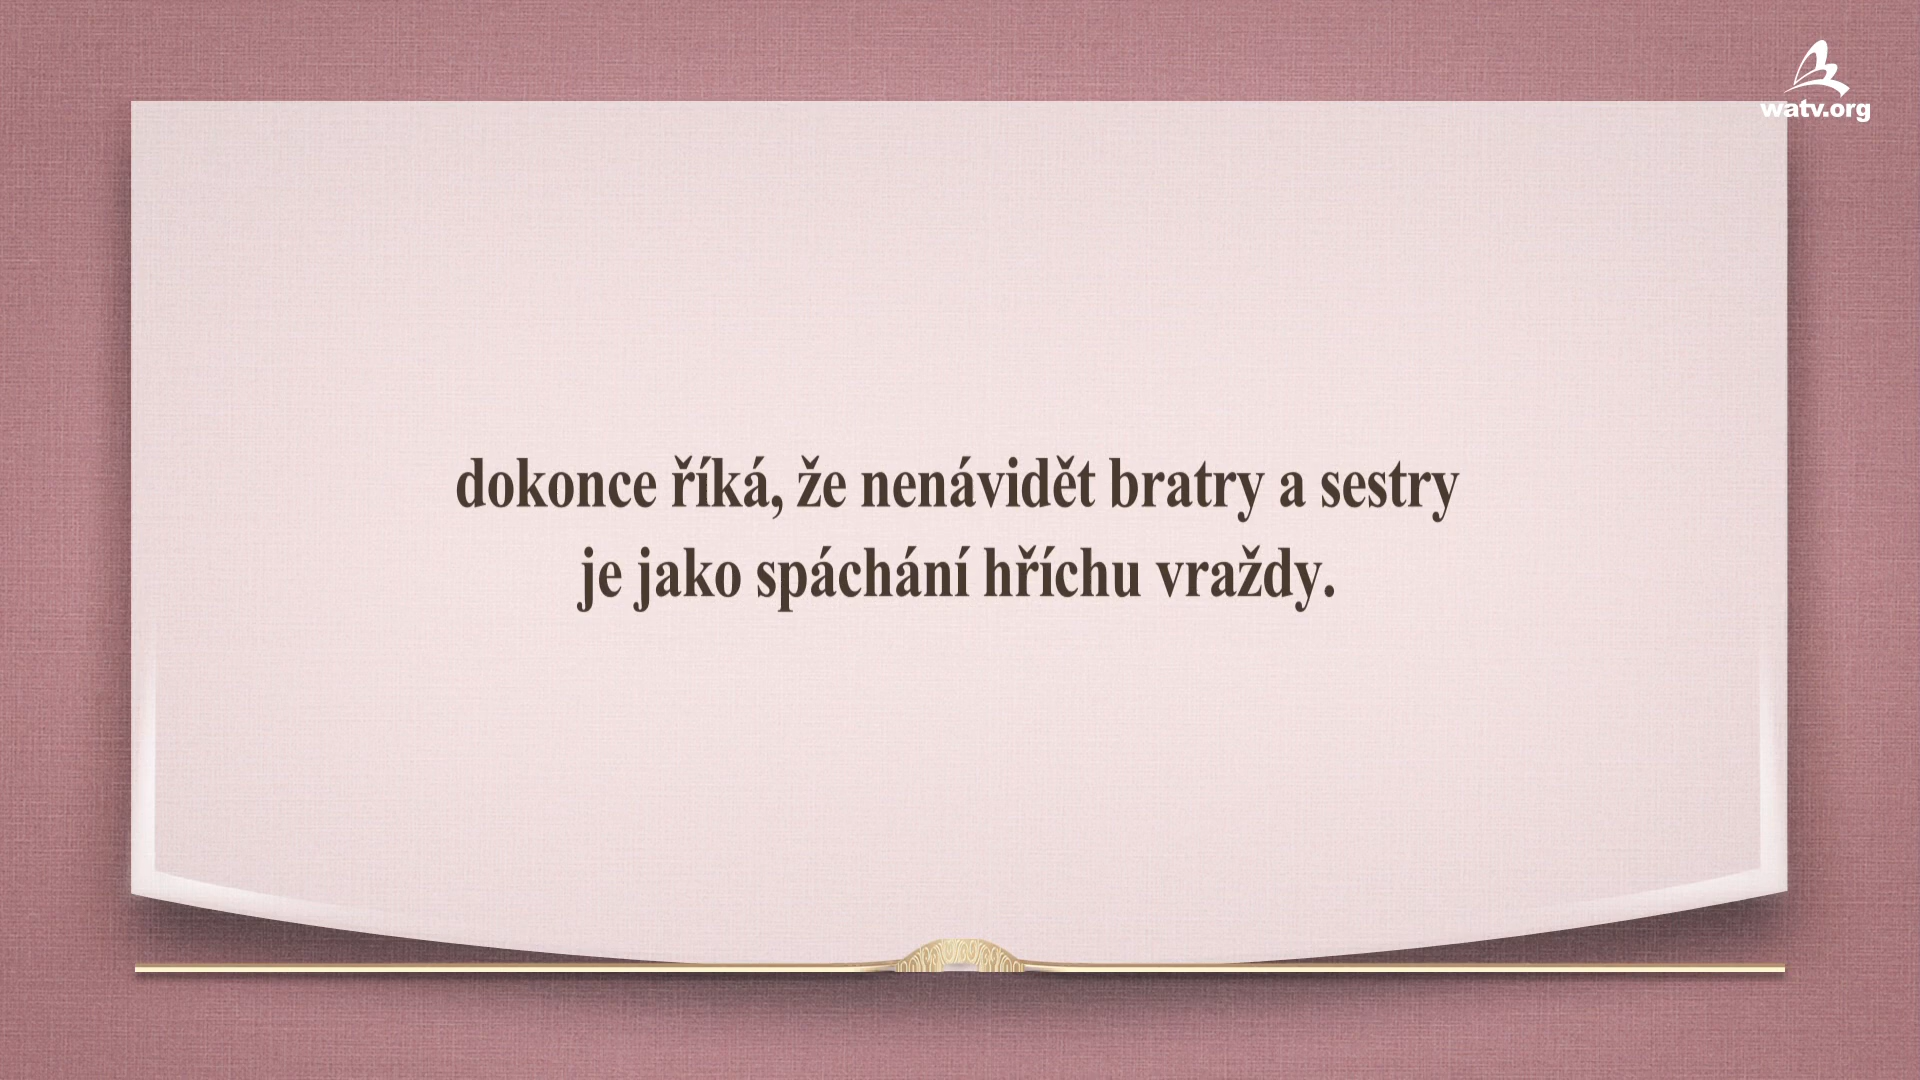 watv.org
dokonce říká, že nenávidět bratry a sestry
je jako spáchání hříchu vraždy.